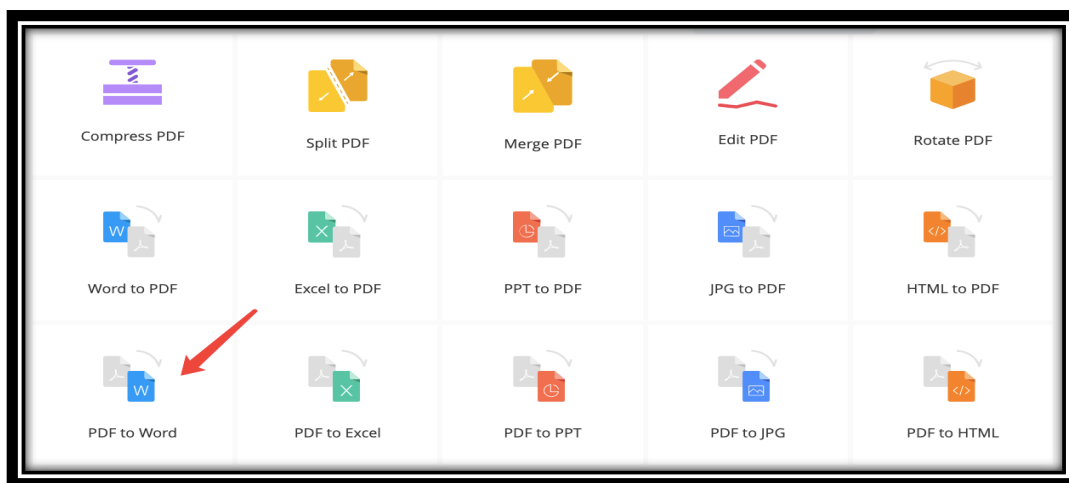 Compress PDF
Split PDF
Merge PDF
Edit PDF
Rotate PDF
W
Word to PDF
X
Excel to PDF
PPT to PDF
JPG to PDF
</>
HTML to PDF
W
PDF to Word
X
PDF to Excel
PDF to PPT
PDF to JPG
</>
PDF to HTML